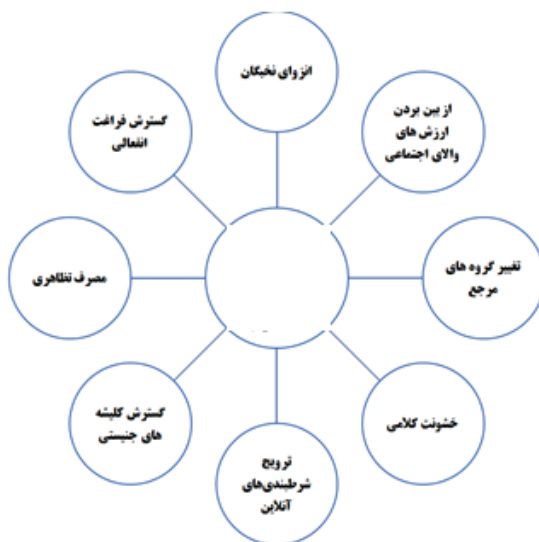 انزوای نخبگان
از بین بردن
ارزش های
والای اجتماعی
تغییر گروه های
مرجع
خشونت کلامی
ترویج
شرطبندی‌های
آنلاین
گسترش کلیشه
های جنسیتی
مصرف تظاهری
گسترش فراغت
انفعالی